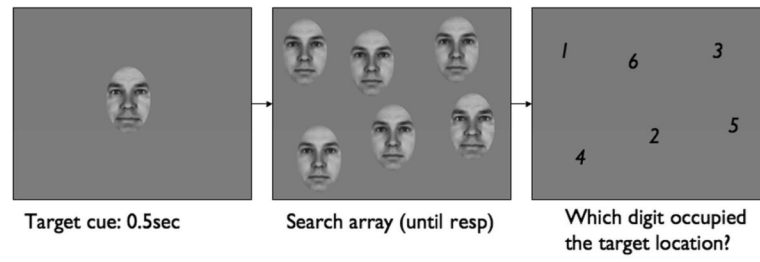 1
6
3
4
2
5
Target cue: 0.5sec
Search array (until resp)
Which digit occupied
the target location?